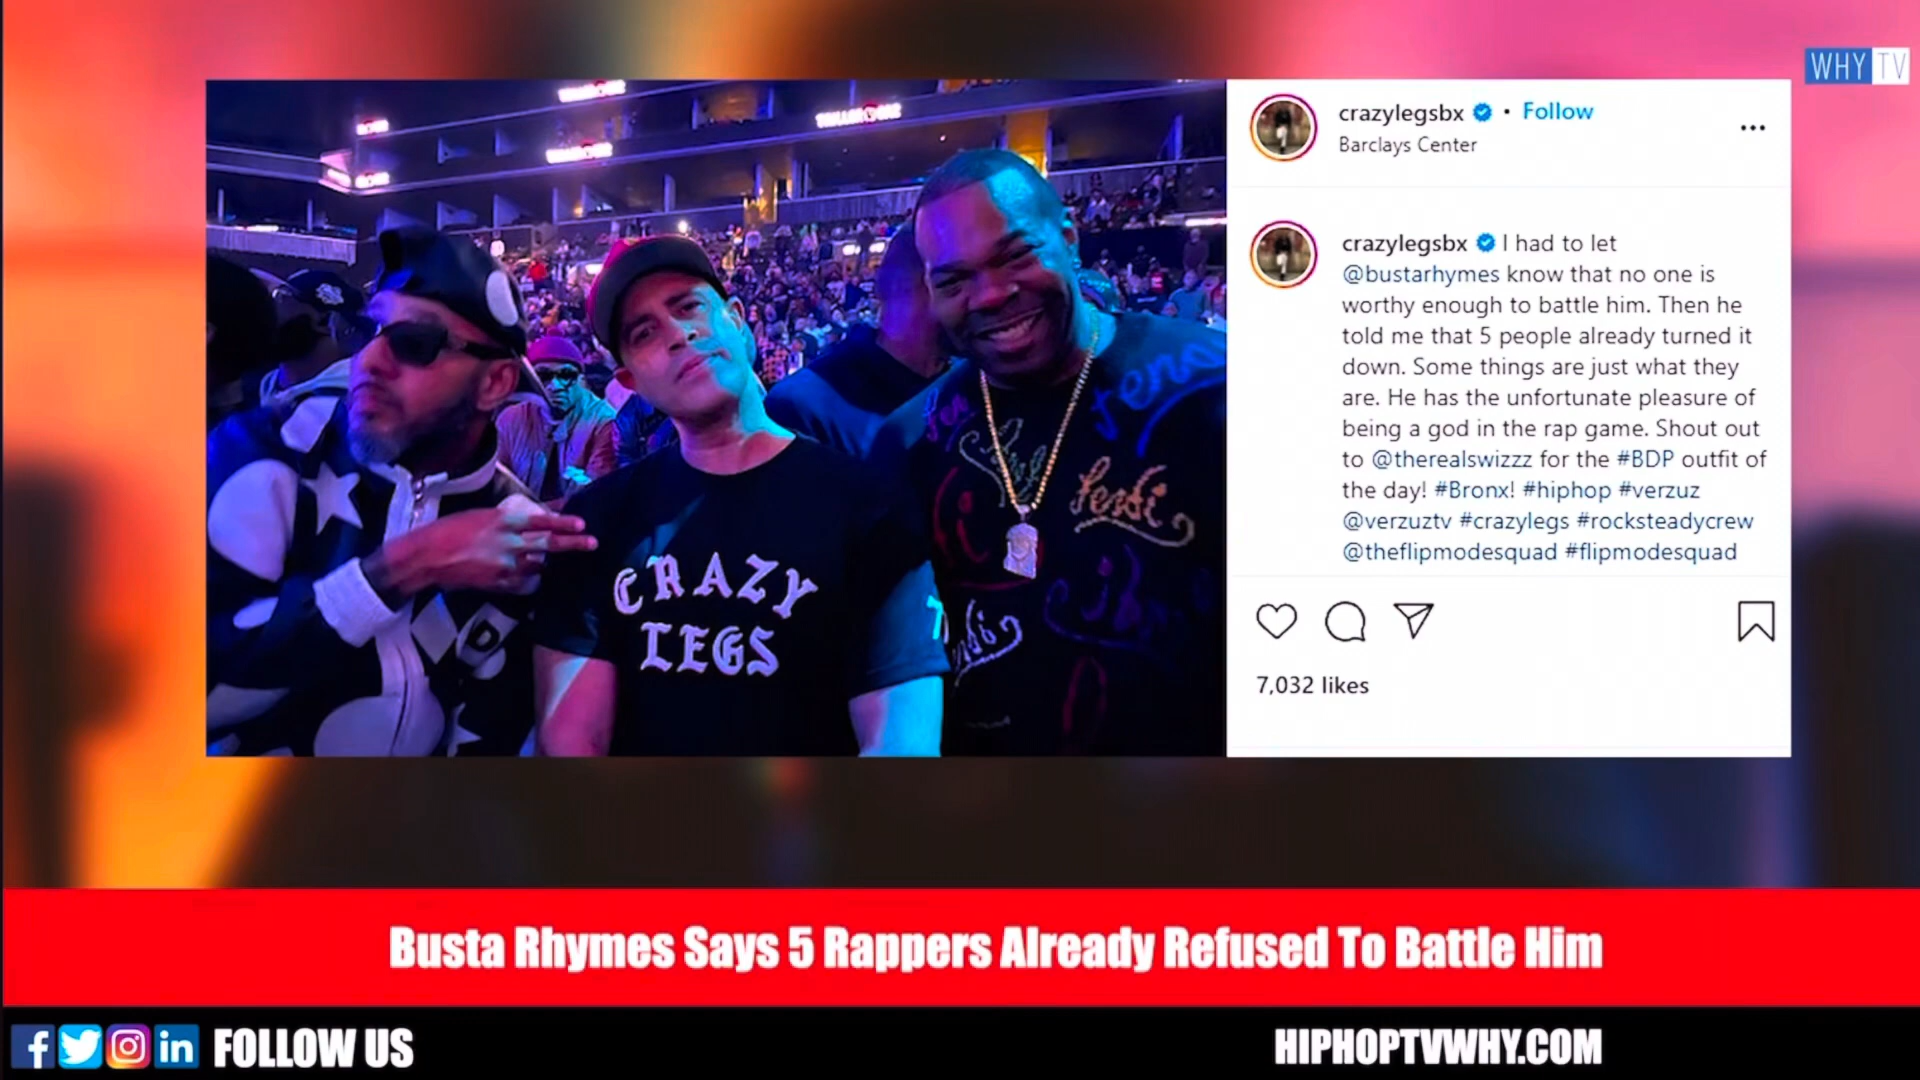 WHY TV
crazylegsbx • Follow
Barclays Center
crazylegsbx I had to let
@bustarhymes know that no one is
worthy enough to battle him. Then he
told me that 5 people already turned it
down. Some things are just what they
are. He has the unfortunate pleasure of
being a god in the rap game. Shout out
to @therealswizzz for the #BDP outfit of
the day! #Bronx! #hiphop #verzuz
@verzuztv #crazylegs #rocksteadycrew
@theflipmodesquad #flipmodesquad
7,032 likes
CRAZY
LEGS
Fendi
D
Busta Rhymes Says 5 Rappers Already Refused To Battle Him
FOLLOW US
HIPHOPTVWHY.COM